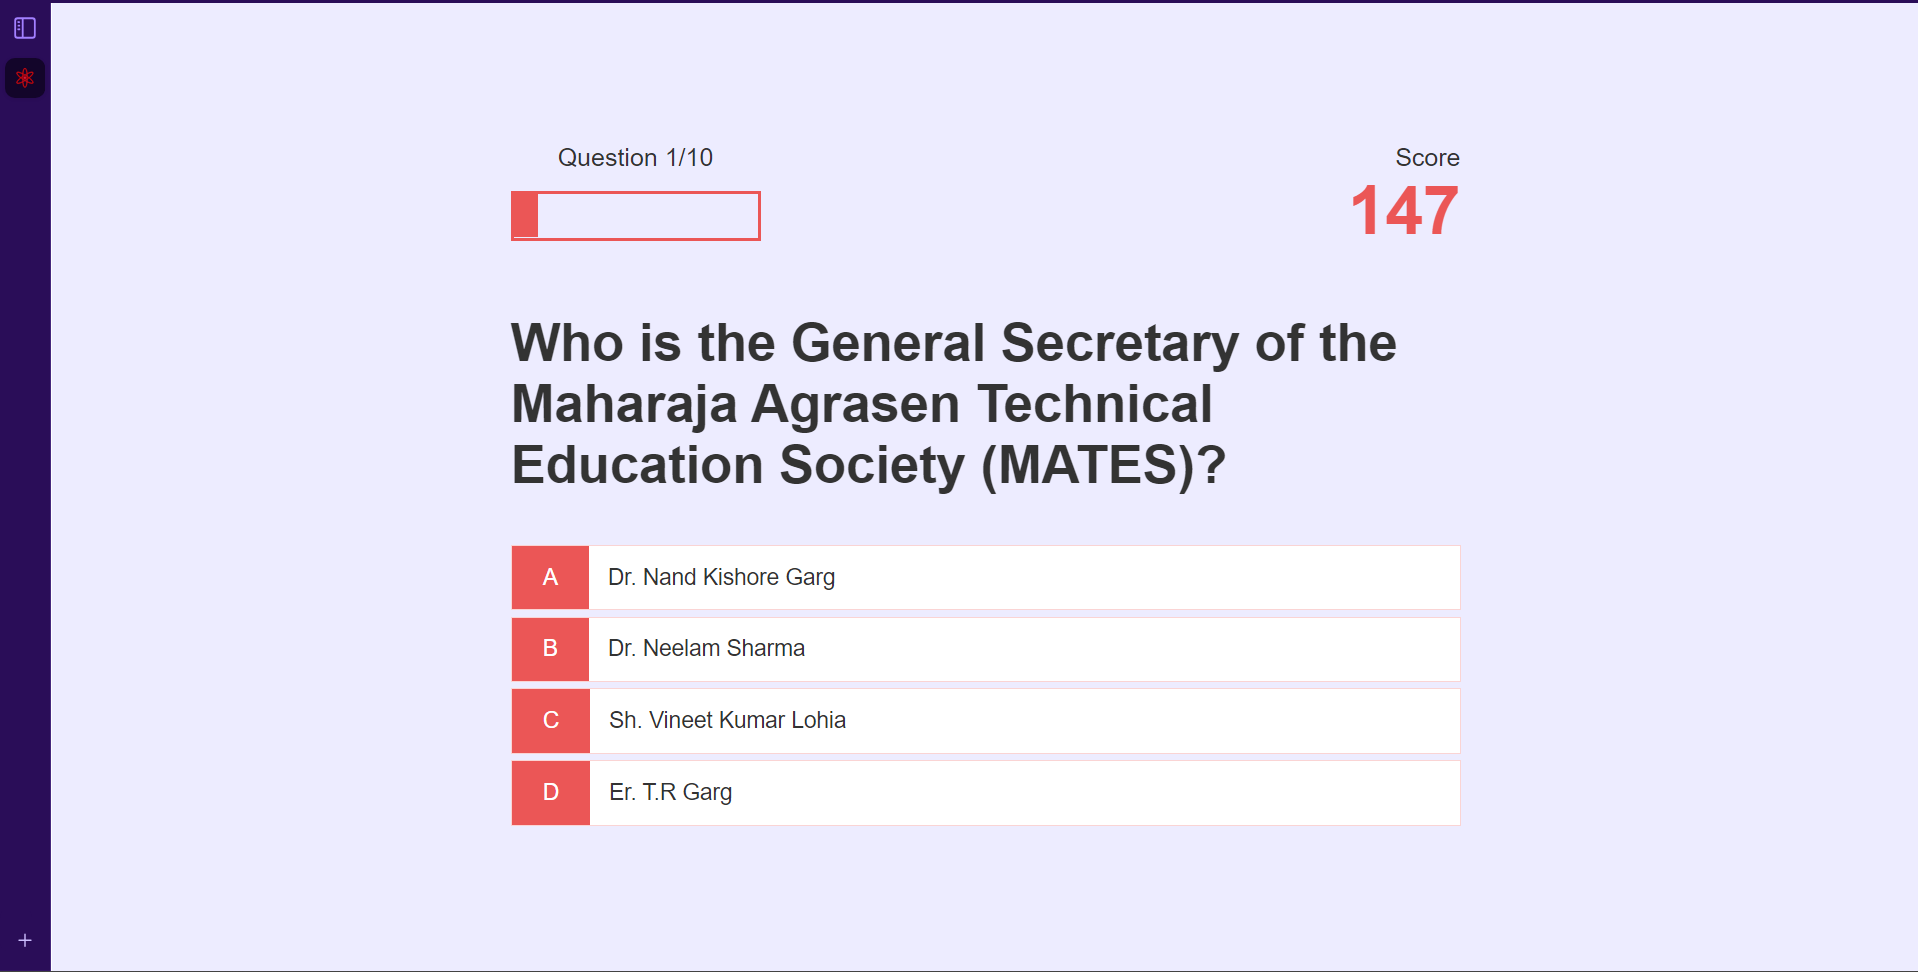 Question 1/10
Score
147
Who is the General Secretary of the
Maharaja Agrasen Technical
Education Society (MATES)?
A Dr. Nand Kishore Garg
B Dr. Neelam Sharma
C Sh. Vineet Kumar Lohia
D Er. T.R Garg